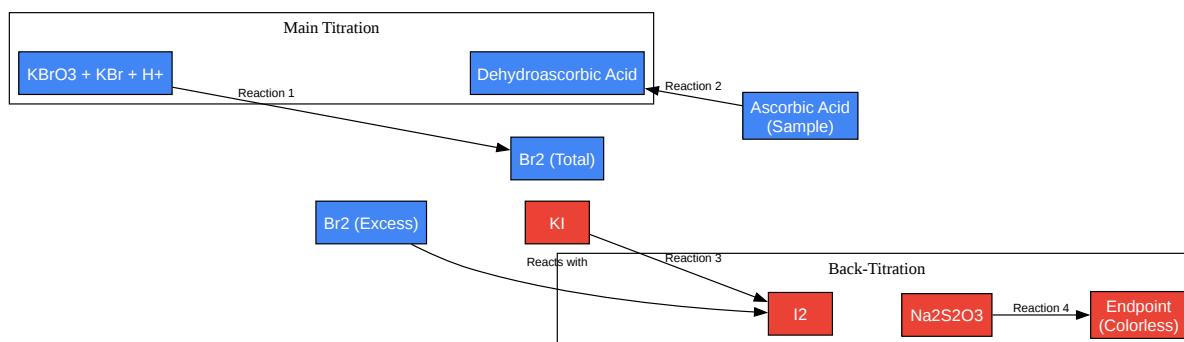 Main Titration
KBrO3 + KBr + H+
Dehydroascorbic Acid
Reaction 1
Reaction 2
Ascorbic Acid
(Sample)
Br2 (Total)
Br2 (Excess)
KI
Reacts with
Reaction 3
Back-Titration
I2
Na2S2O3
Reaction 4
Endpoint
(Colorless)